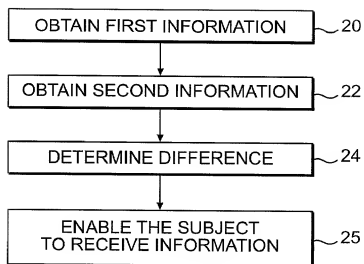 OBTAIN FIRST INFORMATION 20
OBTAIN SECOND INFORMATION 22
DETERMINE DIFFERENCE 24
ENABLE THE SUBJECT
TO RECEIVE INFORMATION 25